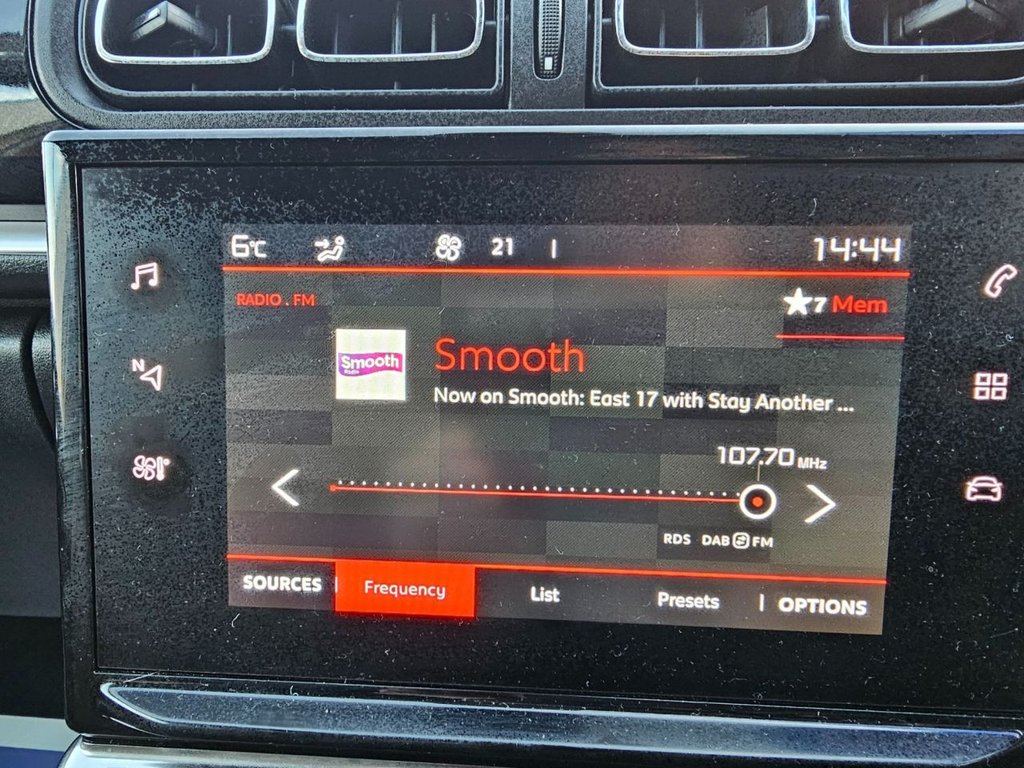 6°C 21 14:44
RADIO . FM 7 Mem
Smooth
Radio
Smooth
Now on Smooth: East 17 with Stay Another ...
N
107.70 MHz
RDS DAB FM
SOURCES Frequency List Presets OPTIONS